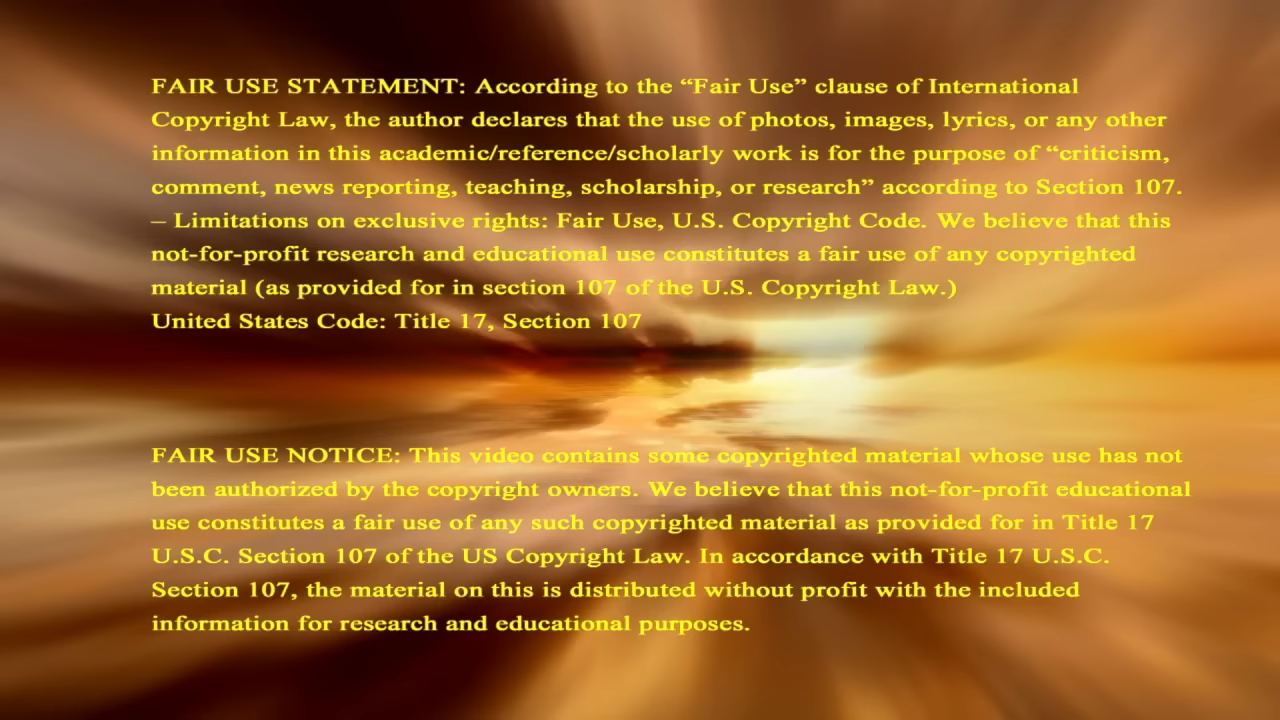 FAIR USE STATEMENT: According to the “Fair Use” clause of International
Copyright Law, the author declares that the use of photos, images, lyrics, or any other
information in this academic/reference/scholarly work is for the purpose of “criticism,
comment, news reporting, teaching, scholarship, or research” according to Section 107.
– Limitations on exclusive rights: Fair Use, U.S. Copyright Code. We believe that this
not-for-profit research and educational use constitutes a fair use of any copyrighted
material (as provided for in section 107 of the U.S. Copyright Law.)
United States Code: Title 17, Section 107
FAIR USE NOTICE: This video contains some copyrighted material whose use has not
been authorized by the copyright owners. We believe that this not-for-profit educational
use constitutes a fair use of any such copyrighted material as provided for in Title 17
U.S.C. Section 107 of the US Copyright Law. In accordance with Title 17 U.S.C.
Section 107, the material on this is distributed without profit with the included
information for research and educational purposes.